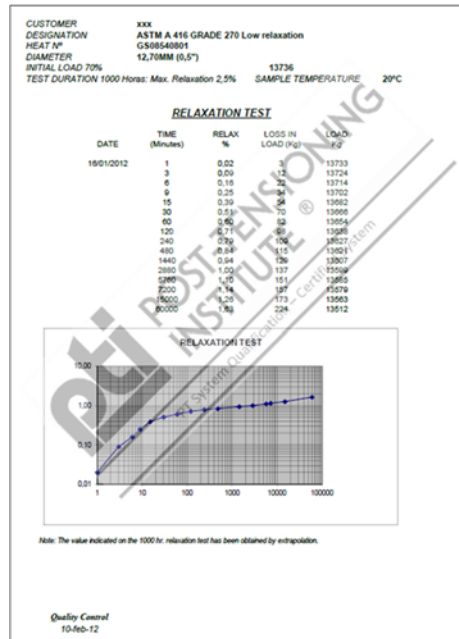 CUSTOMER xxx
DESIGNATION ASTM A 416 GRADE 270 Low relaxation
HEAT Nº GS08540801
DIAMETER 12,70MM (0,5")
INITIAL LOAD 70% 13736
TEST DURATION 1000 Horas: Max. Relaxation 2,5% SAMPLE TEMPERATURE 20ºC
RELAXATION TEST
DATE TIME (Minutes) RELAX % LOSS IN LOAD (Kg) LOAD Kg
16/01/2012 1 0,02 3 13733
3 0,09 12 13724
6 0,16 22 13714
9 0,25 34 13702
15 0,39 54 13682
30 0,51 70 13666
60 0,60 82 13654
120 0,71 98 13638
240 0,79 109 13627
480 0,84 115 13621
1440 0,94 129 13607
2880 1,00 137 13599
5760 1,10 151 13585
7200 1,14 157 13579
15000 1,26 173 13563
60000 1,63 224 13512
pti POST-TENSIONING INSTITUTE ®
PT System Qualification – Certified System
RELAXATION TEST
10,00
1,00
0,10
0,01
1 10 100 1000 10000 100000
Note: The value indicated on the 1000 hr. relaxation test has been obtained by extrapolation.
Quality Control
10-feb-12